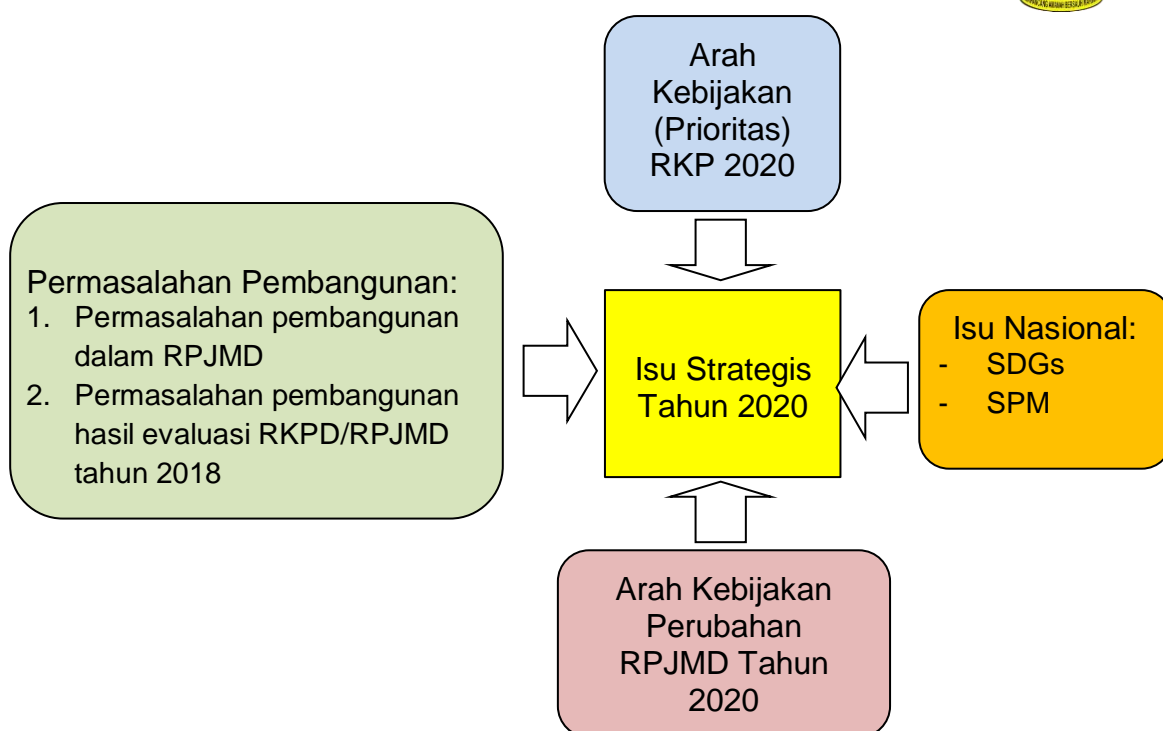 Arah
Kebijakan
(Prioritas)
RKP 2020
Permasalahan Pembangunan:
1. Permasalahan pembangunan
dalam RPJMD
2. Permasalahan pembangunan
hasil evaluasi RKPD/RPJMD
tahun 2018
Isu Strategis
Tahun 2020
Isu Nasional:
- SDGs
- SPM
Arah Kebijakan
Perubahan
RPJMD Tahun
2020